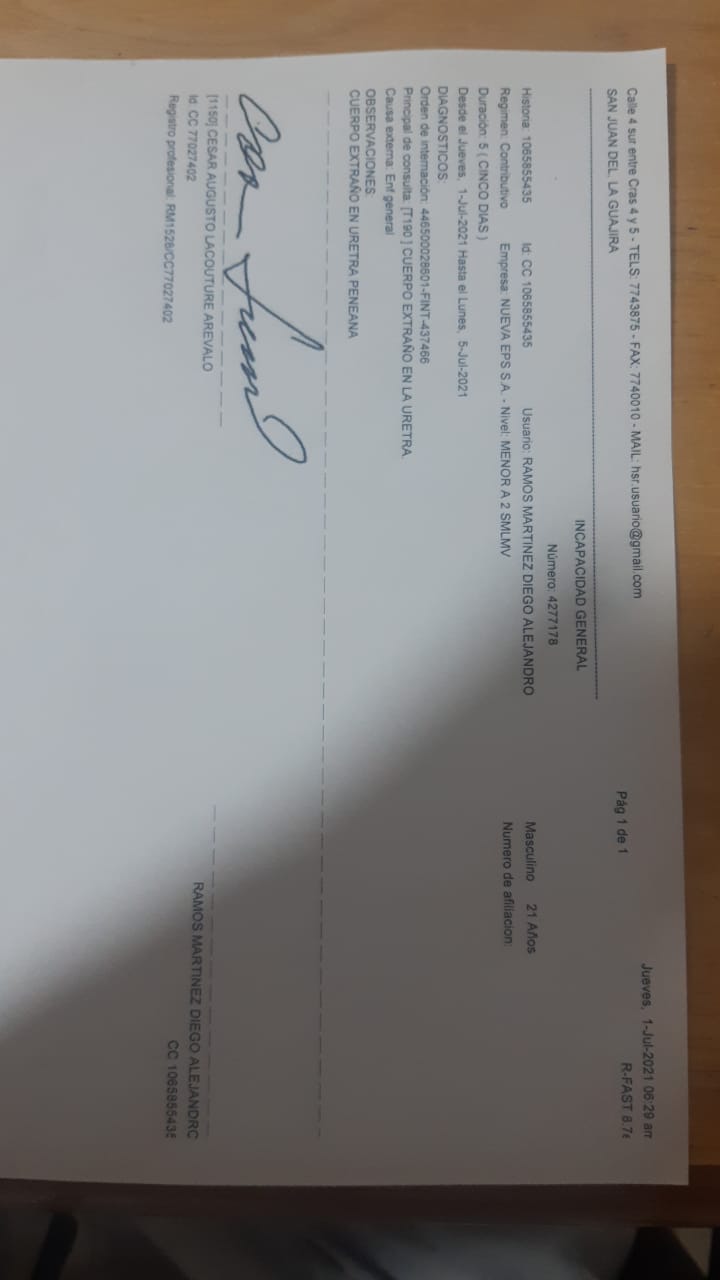 Jueves, 1-Jul-2021 06:29 am
Calle 4 sur entre Cras 4 y 5 - TELS: 7743875 - FAX: 7740010 - MAIL: hsr.usuario@gmail.com
Pág 1 de 1
R-FAST 8.7
SAN JUAN DEL. LA GUAJIRA
INCAPACIDAD GENERAL
Número: 4277178
Historia: 1065855435 Id: CC 1065855435 Usuario: RAMOS MARTINEZ DIEGO ALEJANDRO Masculino 21 Años
Regimen: Contributivo Empresa: NUEVA EPS S.A. - Nivel: MENOR A 2 SMLMV Numero de afiliacion:
Duración: 5 ( CINCO DIAS )
Desde el Jueves, 1-Jul-2021 Hasta el Lunes, 5-Jul-2021
DIAGNOSTICOS:
Orden de internación: 446500028601-FINT-437466
Principal de consulta: [T190 ] CUERPO EXTRAÑO EN LA URETRA.
Causa externa: Enf general
OBSERVACIONES:
CUERPO EXTRAÑO EN URETRA PENEANA
[1150] CESAR AUGUSTO LACOUTURE AREVALO
Id: CC 77027402
Registro profesional: RM1528/CC77027402
RAMOS MARTINEZ DIEGO ALEJANDRO
CC 1065855435